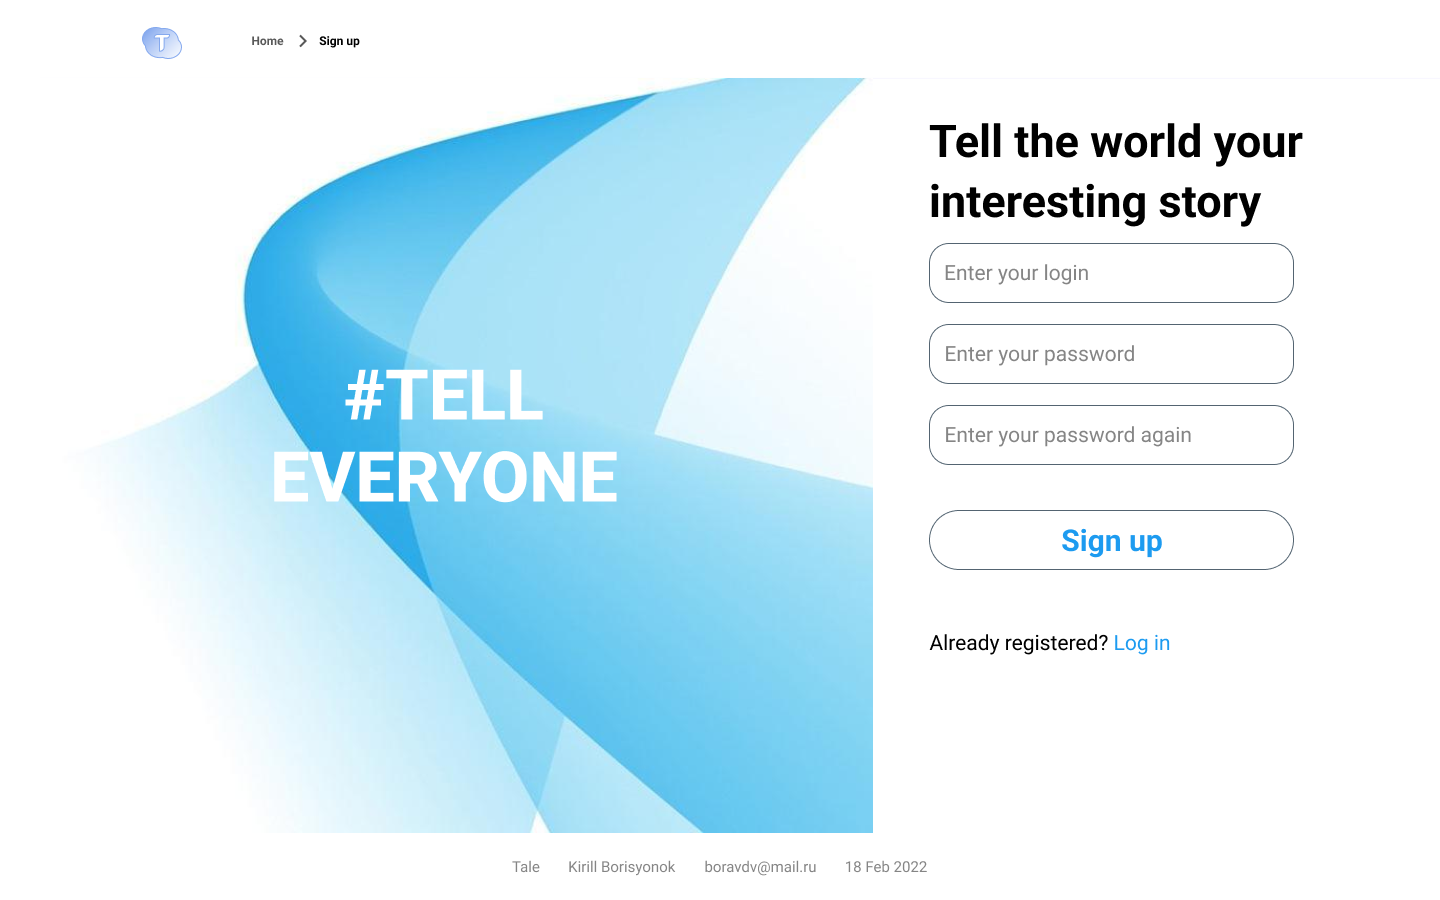 T
Home
Sign up
#TELL
EVERYONE
Tell the world your
interesting story
Enter your login
Enter your password
Enter your password again
Sign up
Already registered? Log in
Tale
Kirill Borisyonok
boravdv@mail.ru
18 Feb 2022